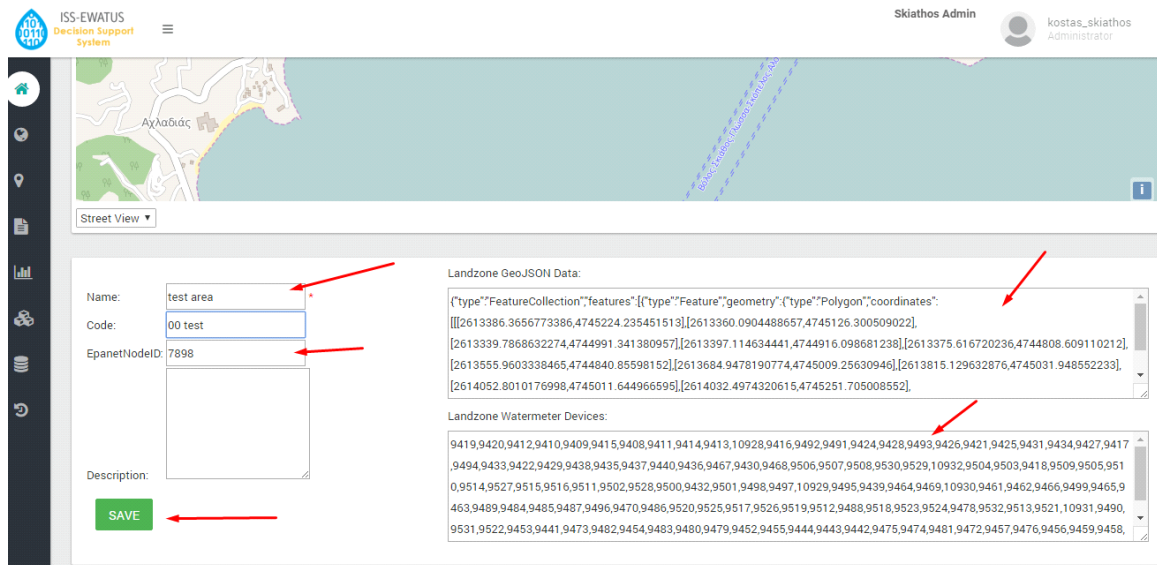 ISS-EWATUS
Decision Support
System
Skiathos Admin
kostas_skiathos
Administrator
Αχλαδιάς
Βόλος Σκιάθος Γλώσσα Σκόπελος
Street View
Name:
test area
*
Code:
00 test
EpanetNodeID:
7898
Description:
SAVE
Landzone GeoJSON Data:
{"type":"FeatureCollection","features":[{"type":"Feature","geometry":{"type":"Polygon","coordinates":
[[[2613386.3656773386,4745224.235451513],[2613360.0904488657,4745126.300509022],
[2613339.7868632274,4744991.341380957],[2613397.114634441,4744916.098681238],[2613375.616720236,4744808.609110212],
[2613555.9603338465,4744840.85598152],[2613684.9478190774,4745009.25630946],[2613815.129632876,4745031.948552233],
[2614052.8010176998,4745011.644966595],[2614032.4974320615,4745251.705008552],
Landzone Watermeter Devices:
9419,9420,9412,9410,9409,9415,9408,9411,9414,9413,10928,9416,9492,9491,9424,9428,9493,9426,9421,9425,9431,9434,9427,9417
,9494,9433,9422,9429,9438,9435,9437,9440,9436,9467,9430,9468,9506,9507,9508,9530,9529,10932,9504,9503,9418,9509,9505,951
0,9514,9527,9515,9516,9511,9502,9528,9500,9432,9501,9498,9497,10929,9495,9439,9464,9469,10930,9461,9462,9466,9499,9465,9
463,9489,9484,9485,9487,9496,9470,9486,9520,9525,9517,9526,9519,9512,9488,9518,9523,9524,9478,9532,9513,9521,10931,9490,
9531,9522,9453,9441,9473,9482,9454,9483,9480,9479,9452,9455,9444,9443,9442,9475,9474,9481,9472,9457,9476,9456,9459,9458,